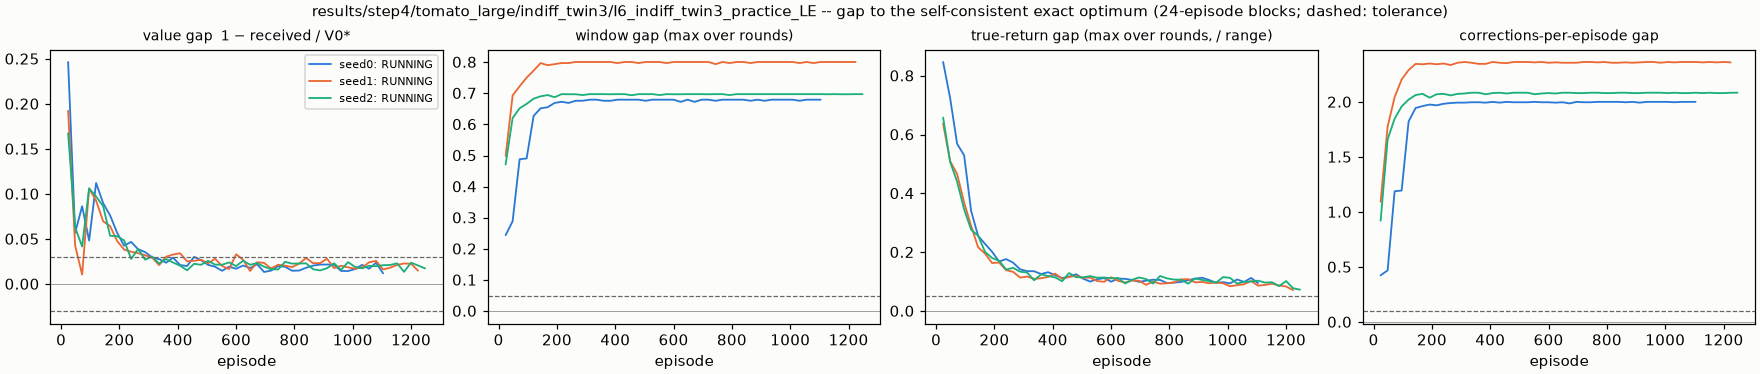 results/step4/tomato_large/indiff_twin3/l6_indiff_twin3_practice_LE -- gap to the self-consistent exact optimum (24-episode blocks; dashed: tolerance)
value gap 1 − received / V0*
0.25
0.20
0.15
0.10
0.05
0.00
seed0: RUNNING
seed1: RUNNING
seed2: RUNNING
0 200 400 600 800 1000 1200
episode
window gap (max over rounds)
0.8
0.7
0.6
0.5
0.4
0.3
0.2
0.1
0.0
0 200 400 600 800 1000 1200
episode
true-return gap (max over rounds, / range)
0.8
0.6
0.4
0.2
0.0
0 200 400 600 800 1000 1200
episode
corrections-per-episode gap
2.0
1.5
1.0
0.5
0.0
0 200 400 600 800 1000 1200
episode